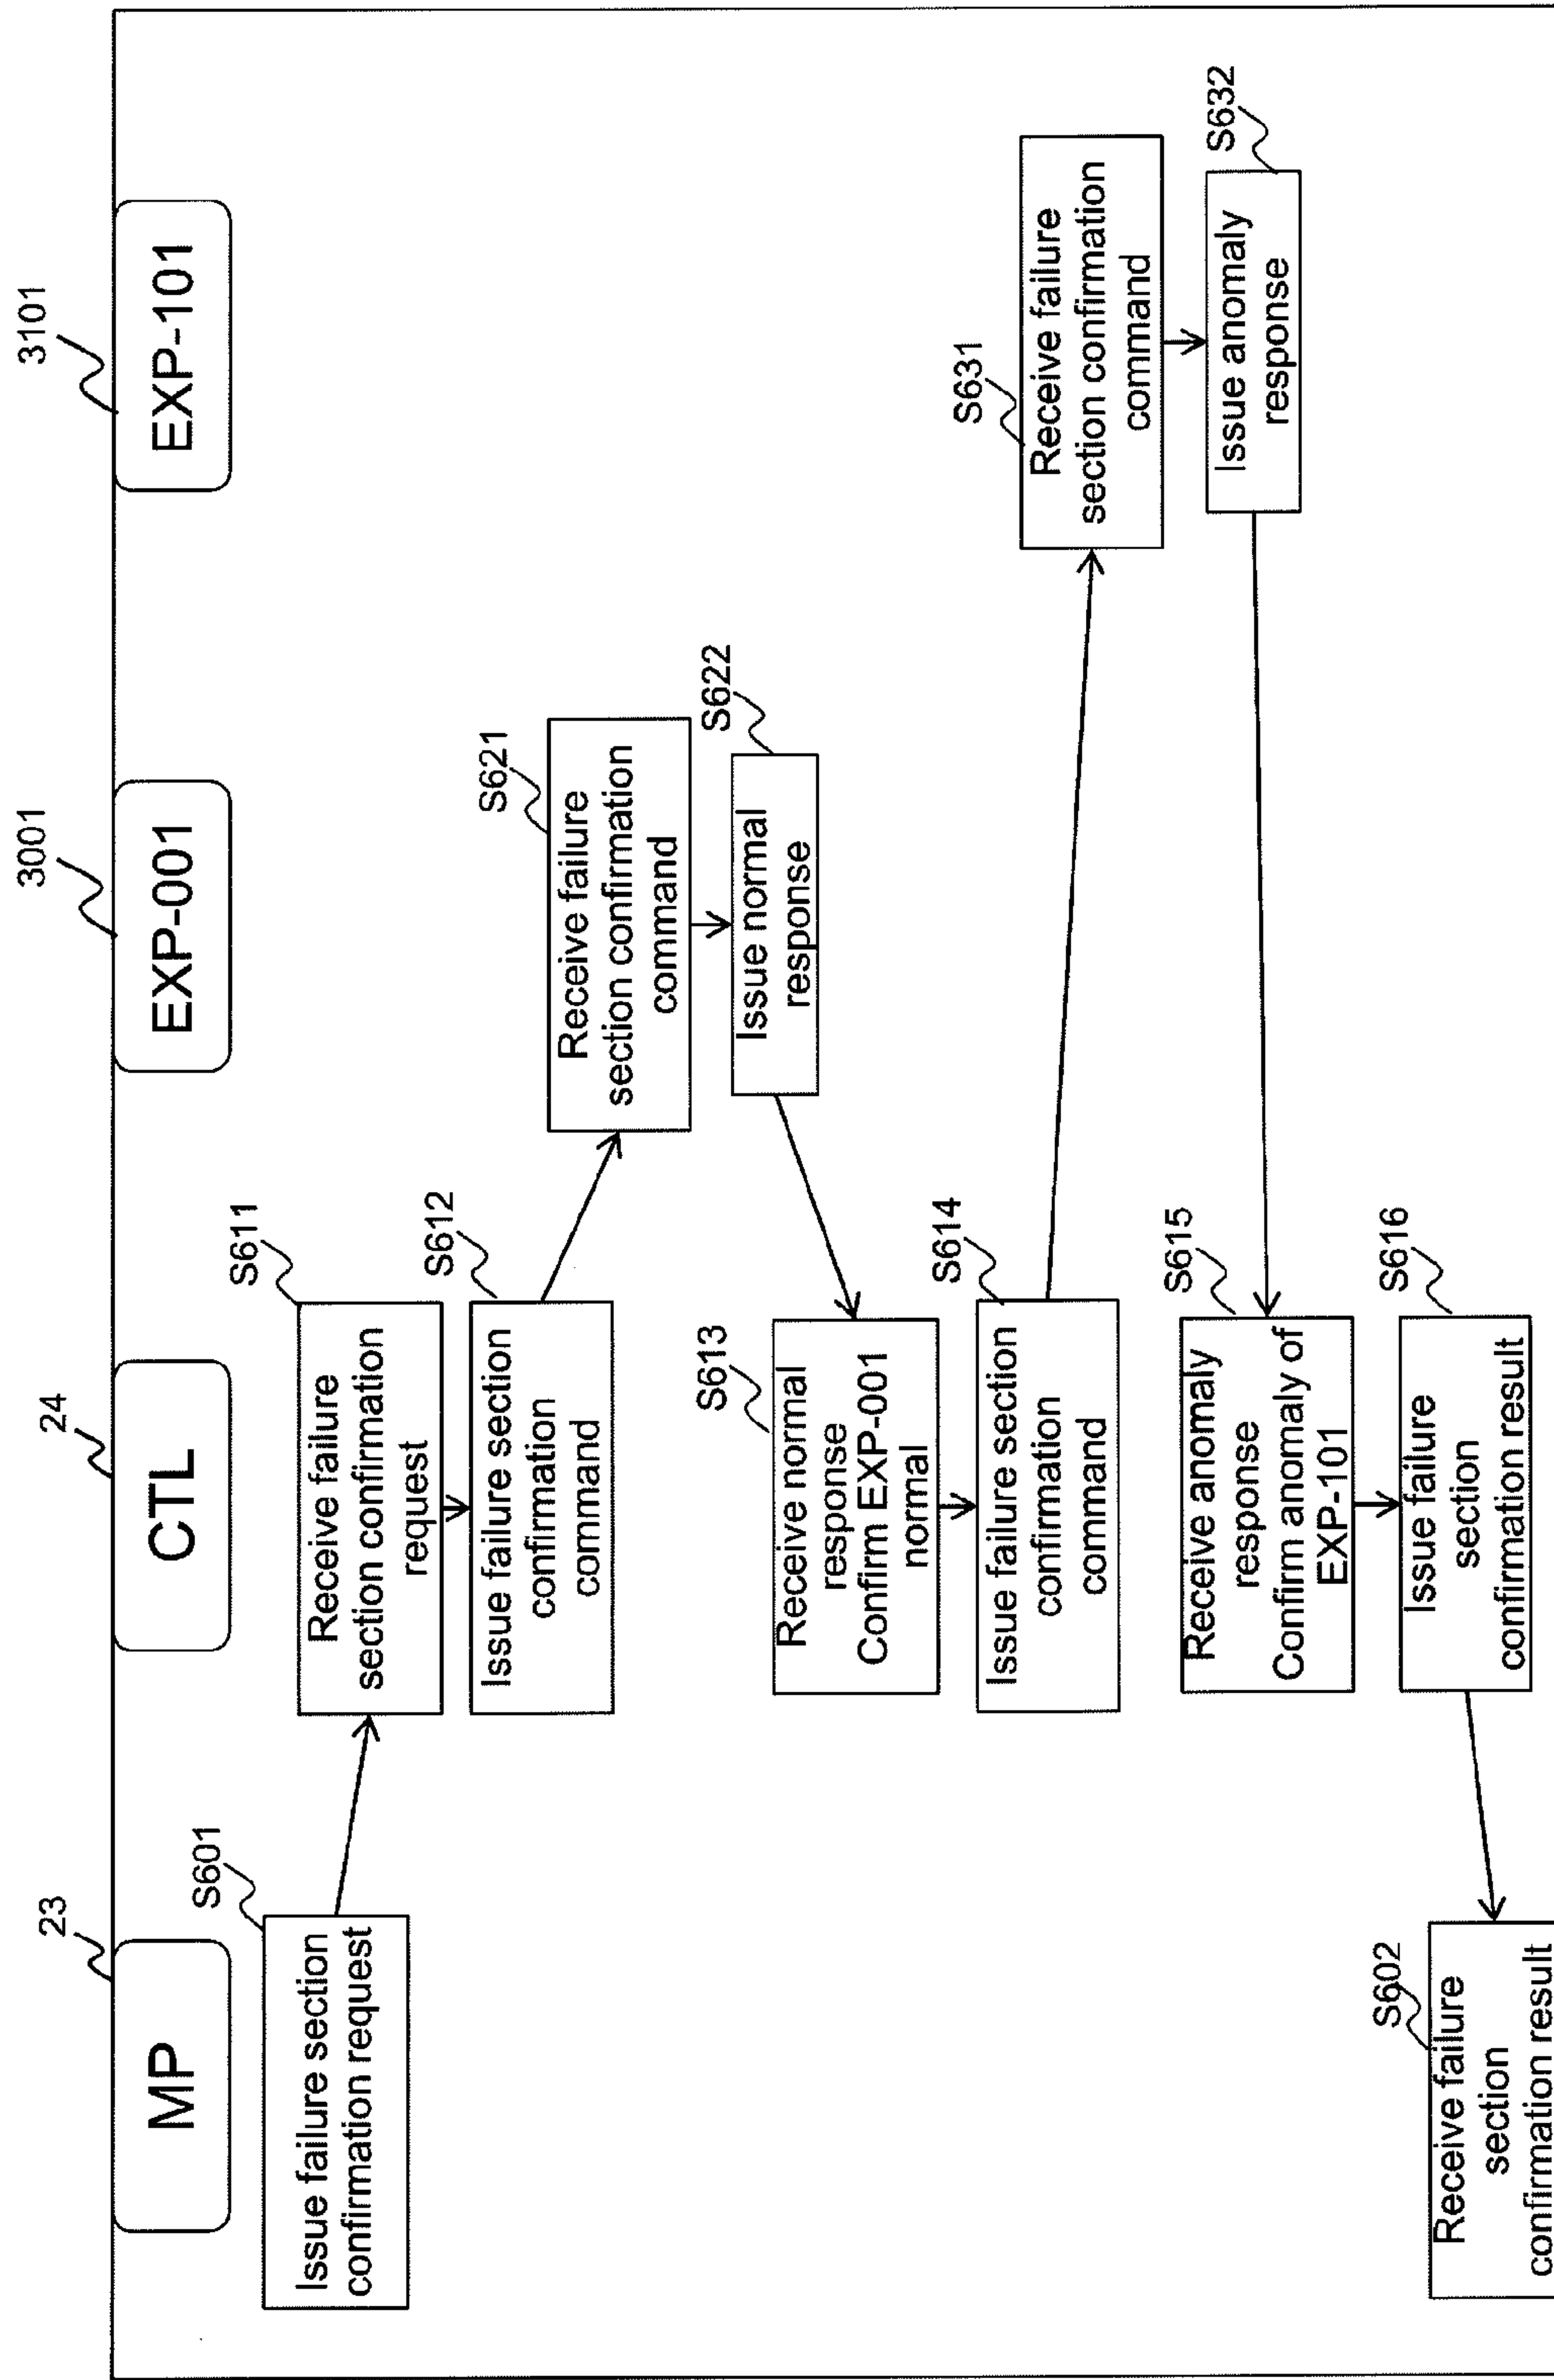 23
MP
24
CTL
3001
EXP-001
3101
EXP-101
S601
Issue failure section
confirmation request
S611
Receive failure
section confirmation
request
S612
Issue failure section
confirmation
command
S621
Receive failure
section confirmation
command
S622
Issue normal
response
S613
Receive normal
response
Confirm EXP-001
normal
S614
Issue failure section
confirmation
command
S631
Receive failure
section confirmation
command
S632
Issue anomaly
response
S615
Receive anomaly
response
Confirm anomaly of
EXP-101
S616
Issue failure
section
confirmation result
S602
Receive failure
section
confirmation result